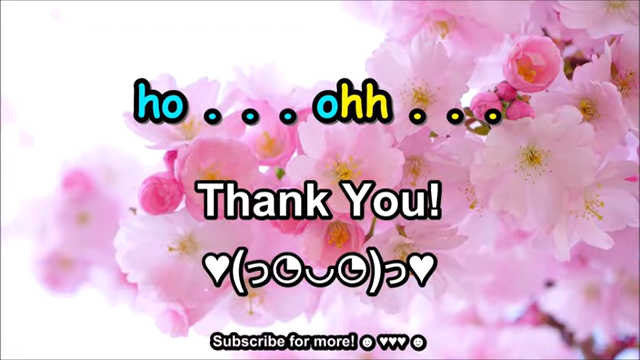 ho . . . ohh . . .
Thank You!
♥(っ◔◡◔)っ♥
Subscribe for more! ☻ ♥♥♥ ☻